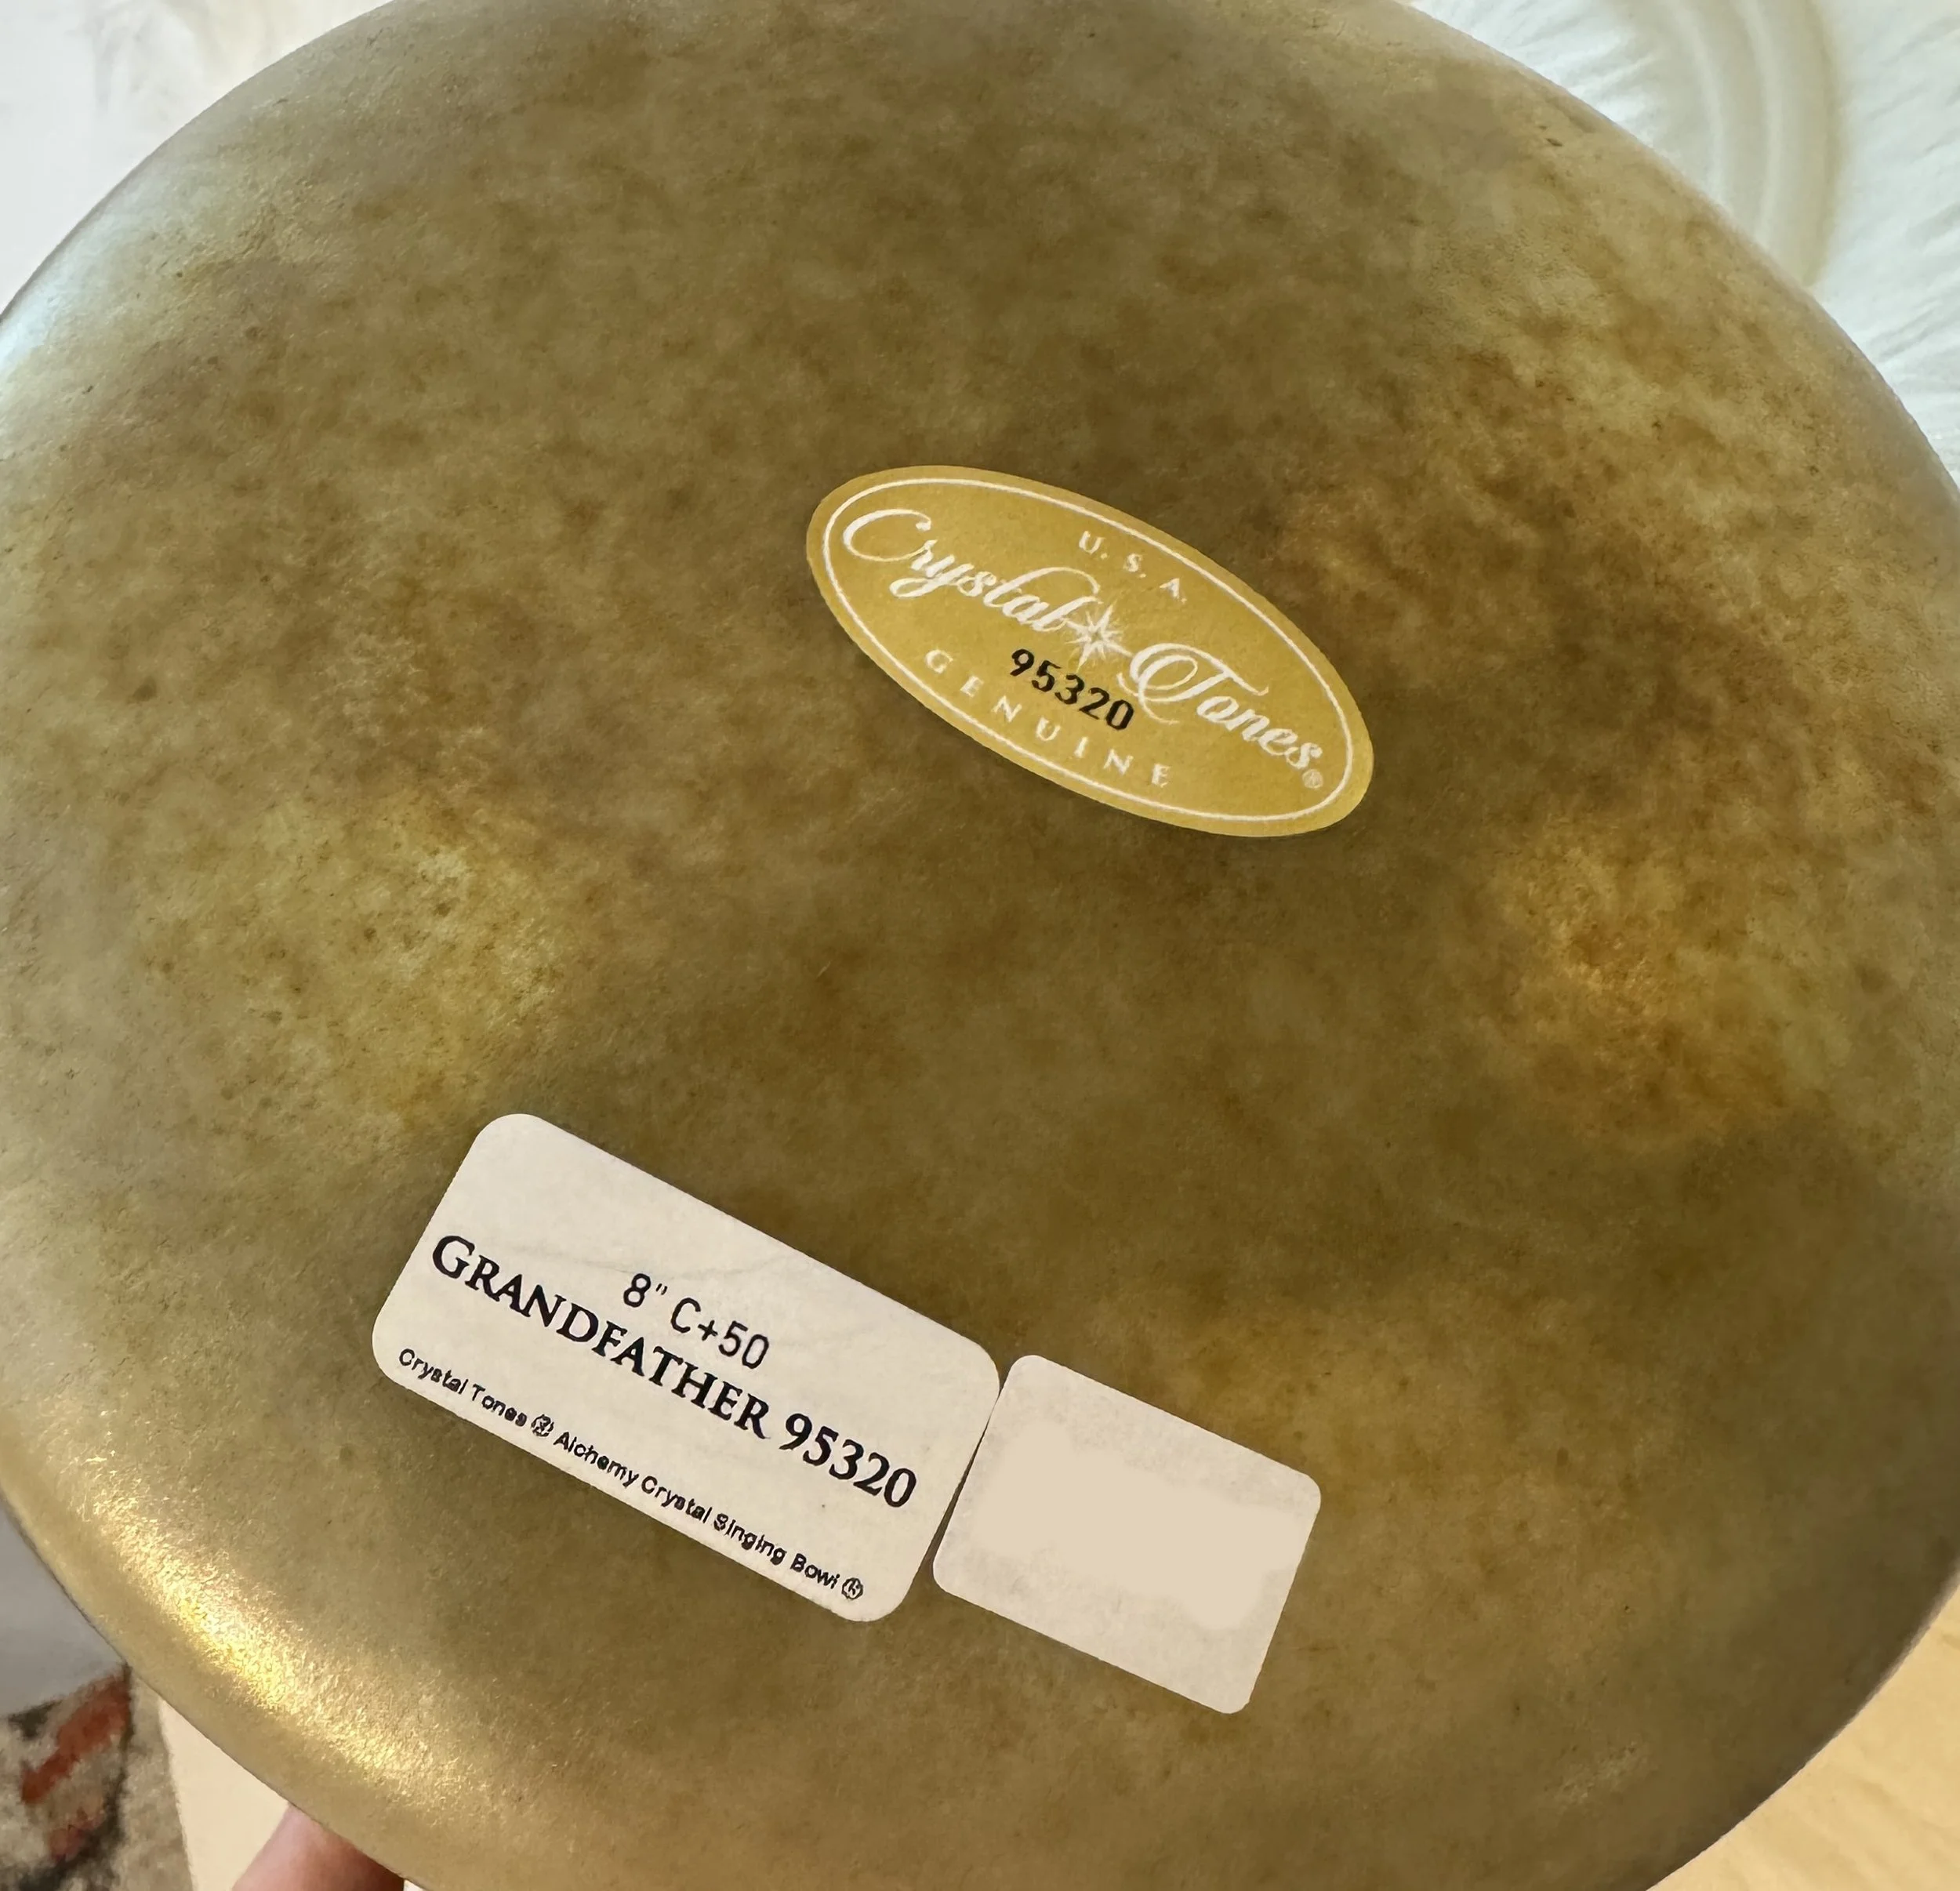 U. S. A.
Crystal Tones®
95320
GENUINE
8" C+50
GRANDFATHER 95320
Crystal Tones ® Alchemy Crystal Singing Bowl ®